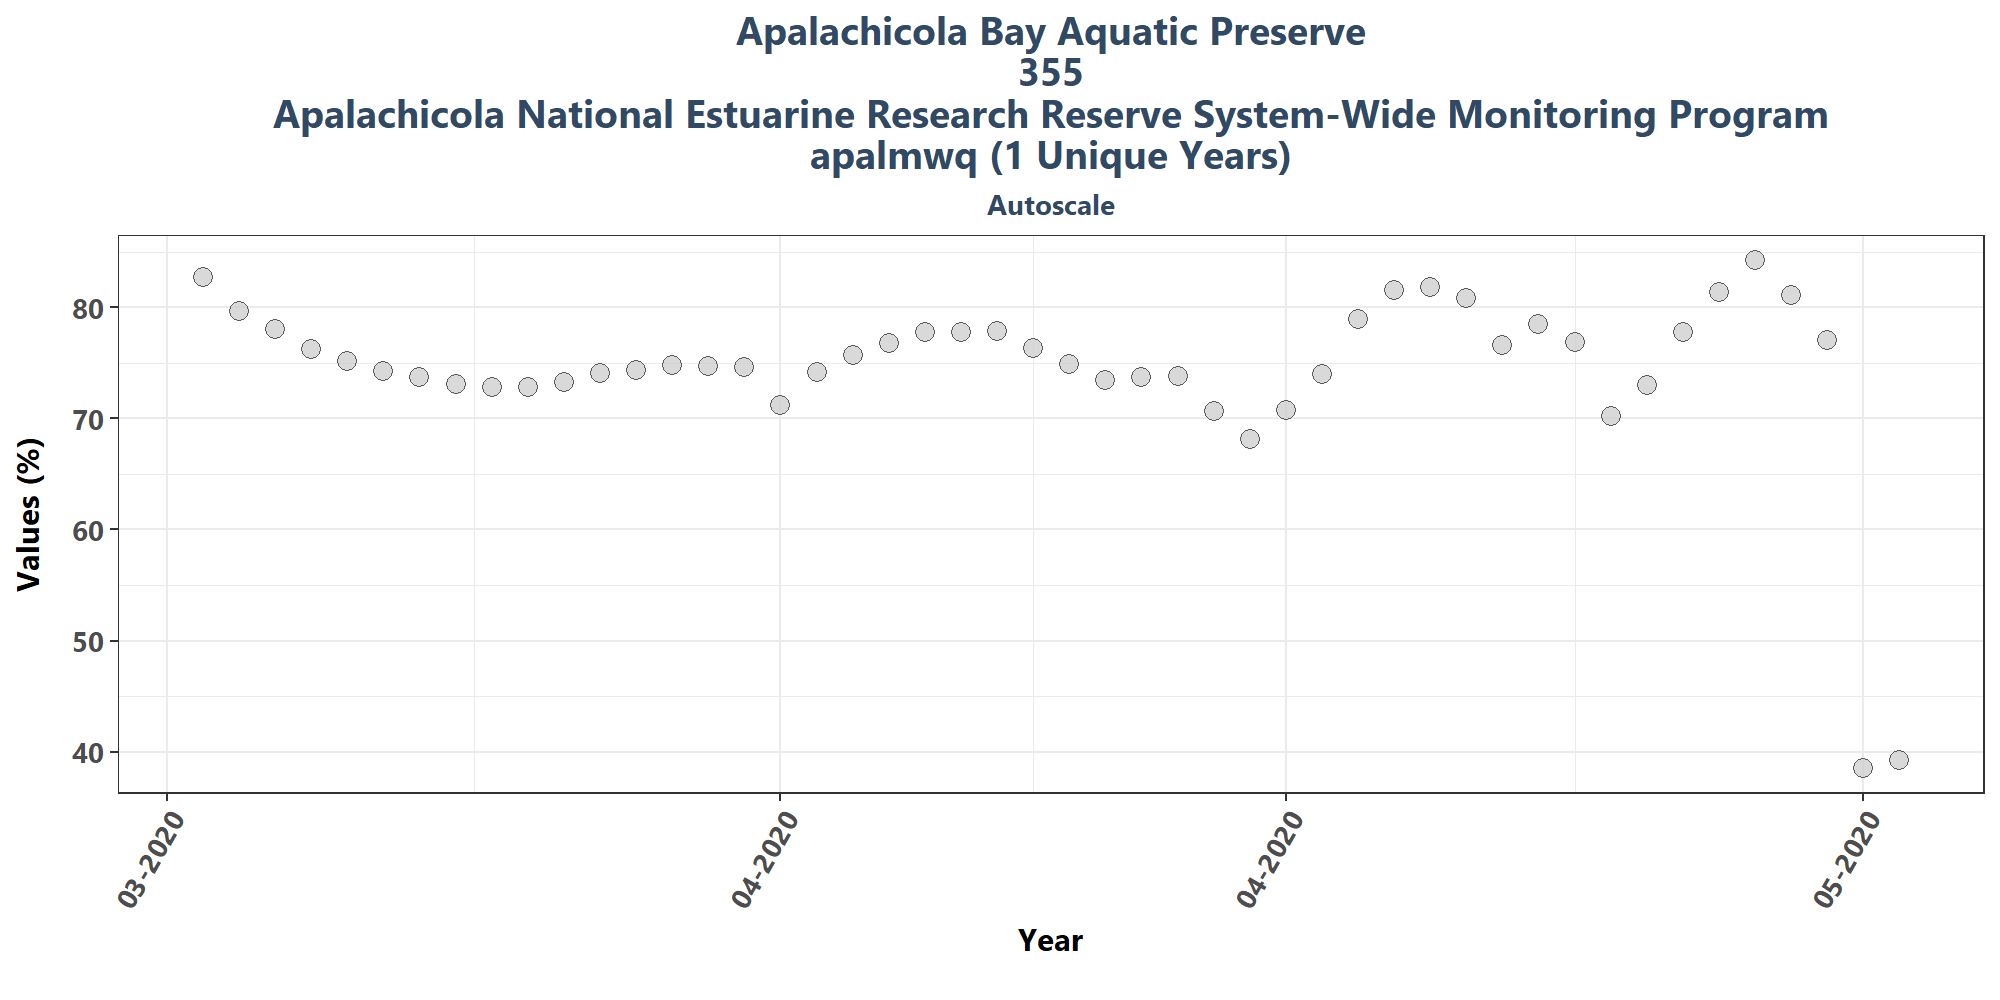 Apalachicola Bay Aquatic Preserve
355
Apalachicola National Estuarine Research Reserve System-Wide Monitoring Program
apalmwq (1 Unique Years)
Autoscale
Values (%)
80
70
60
50
40
03-2020
04-2020
04-2020
05-2020
Year